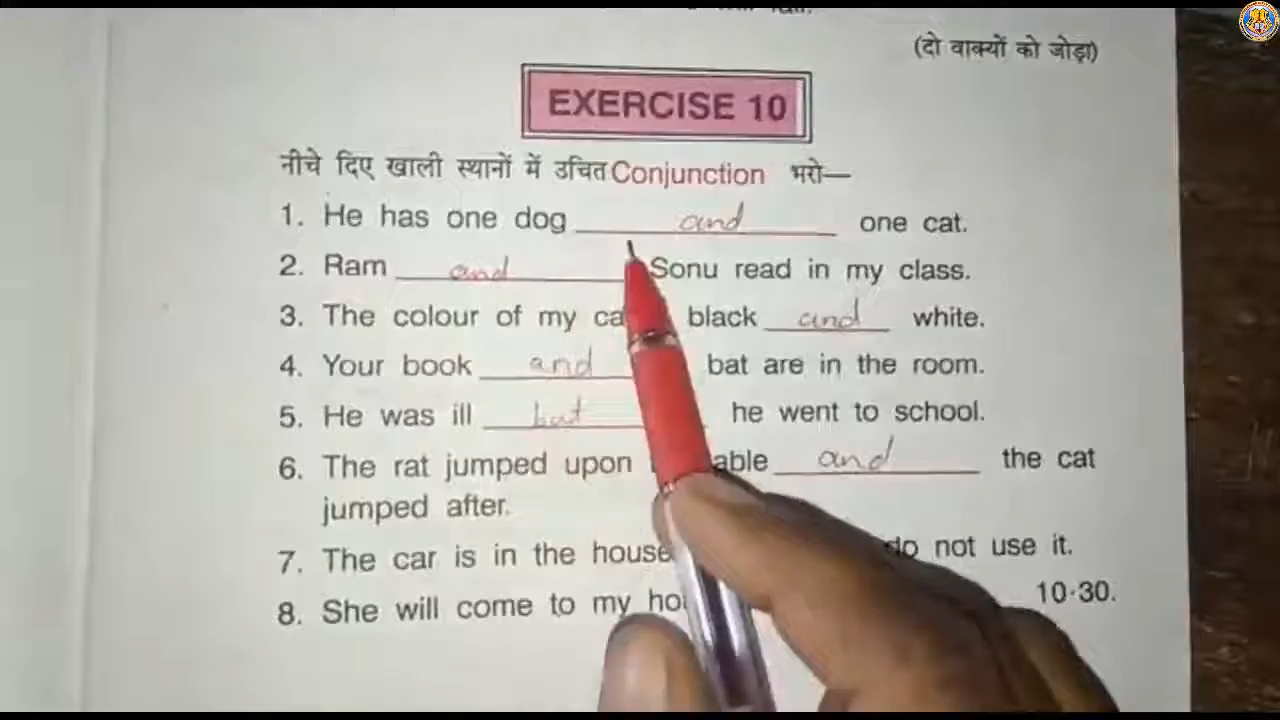 (दो वाक्यों को जोड़ा)
EXERCISE 10
नीचे दिए खाली स्थानों में उचित Conjunction भरो—
1. He has one dog and one cat.
2. Ram and Sonu read in my class.
3. The colour of my black and white.
4. Your book and bat are in the room.
5. He was ill but he went to school.
6. The rat jumped upon and the cat
jumped after.
7. The car is in the house do not use it.
8. She will come to my 10·30.